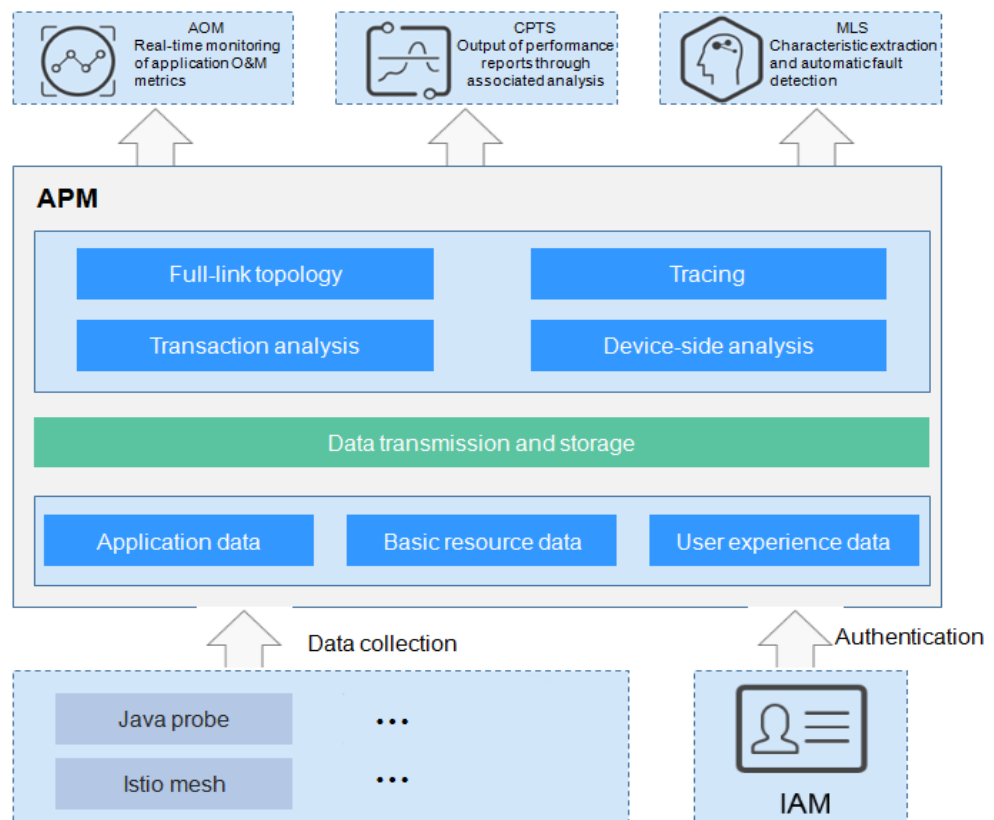 AOM
Real-time monitoring
of application O&M
metrics
CPTS
Output of performance
reports through
associated analysis
MLS
Characteristic extraction
and automatic fault
detection
APM
Full-link topology
Tracing
Transaction analysis
Device-side analysis
Data transmission and storage
Application data
Basic resource data
User experience data
Data collection
Authentication
Java probe
...
Istio mesh
...
IAM